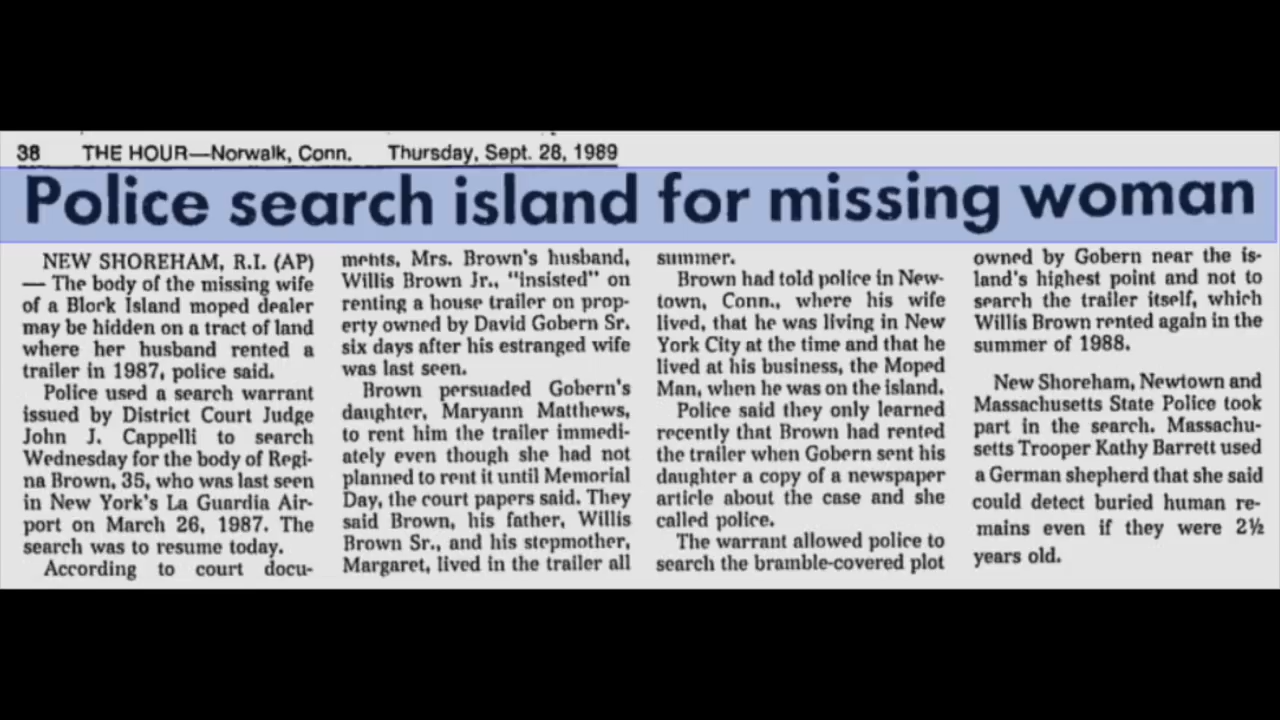 38 THE HOUR—Norwalk, Conn. Thursday, Sept. 28, 1989
Police search island for missing woman
NEW SHOREHAM, R.I. (AP)
— The body of the missing wife
of a Block Island moped dealer
may be hidden on a tract of land
where her husband rented a
trailer in 1987, police said.
Police used a search warrant
issued by District Court Judge
John J. Cappelli to search
Wednesday for the body of Regi-
na Brown, 35, who was last seen
in New York's La Guardia Air-
port on March 26, 1987. The
search was to resume today.
According to court docu-
ments, Mrs. Brown's husband,
Willis Brown Jr., "insisted" on
renting a house trailer on prop-
erty owned by David Gobern Sr.
six days after his estranged wife
was last seen.
Brown persuaded Gobern's
daughter, Maryann Matthews,
to rent him the trailer immedi-
ately even though she had not
planned to rent it until Memorial
Day, the court papers said. They
said Brown, his father, Willis
Brown Sr., and his stepmother,
Margaret, lived in the trailer all
summer.
Brown had told police in New-
town, Conn., where his wife
lived, that he was living in New
York City at the time and that he
lived at his business, the Moped
Man, when he was on the island.
Police said they only learned
recently that Brown had rented
the trailer when Gobern sent his
daughter a copy of a newspaper
article about the case and she
called police.
The warrant allowed police to
search the bramble-covered plot
owned by Gobern near the is-
land's highest point and not to
search the trailer itself, which
Willis Brown rented again in the
summer of 1988.
New Shoreham, Newtown and
Massachusetts State Police took
part in the search. Massachu-
setts Trooper Kathy Barrett used
a German shepherd that she said
could detect buried human re-
mains even if they were 2½
years old.